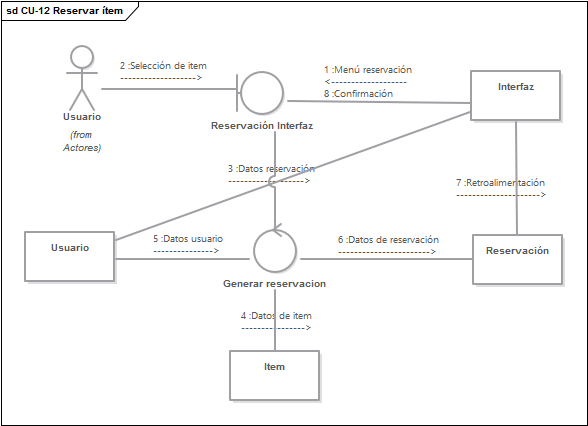 sd CU-12 Reservar ítem
2 :Selección de item
1 :Menú reservación
8 :Confirmación
Interfaz
Usuario
(from
Actores)
Reservación Interfaz
3 :Datos reservación
7 :Retroalimentación
Usuario
5 :Datos usuario
6 :Datos de reservación
Reservación
Generar reservacion
4 :Datos de item
Item